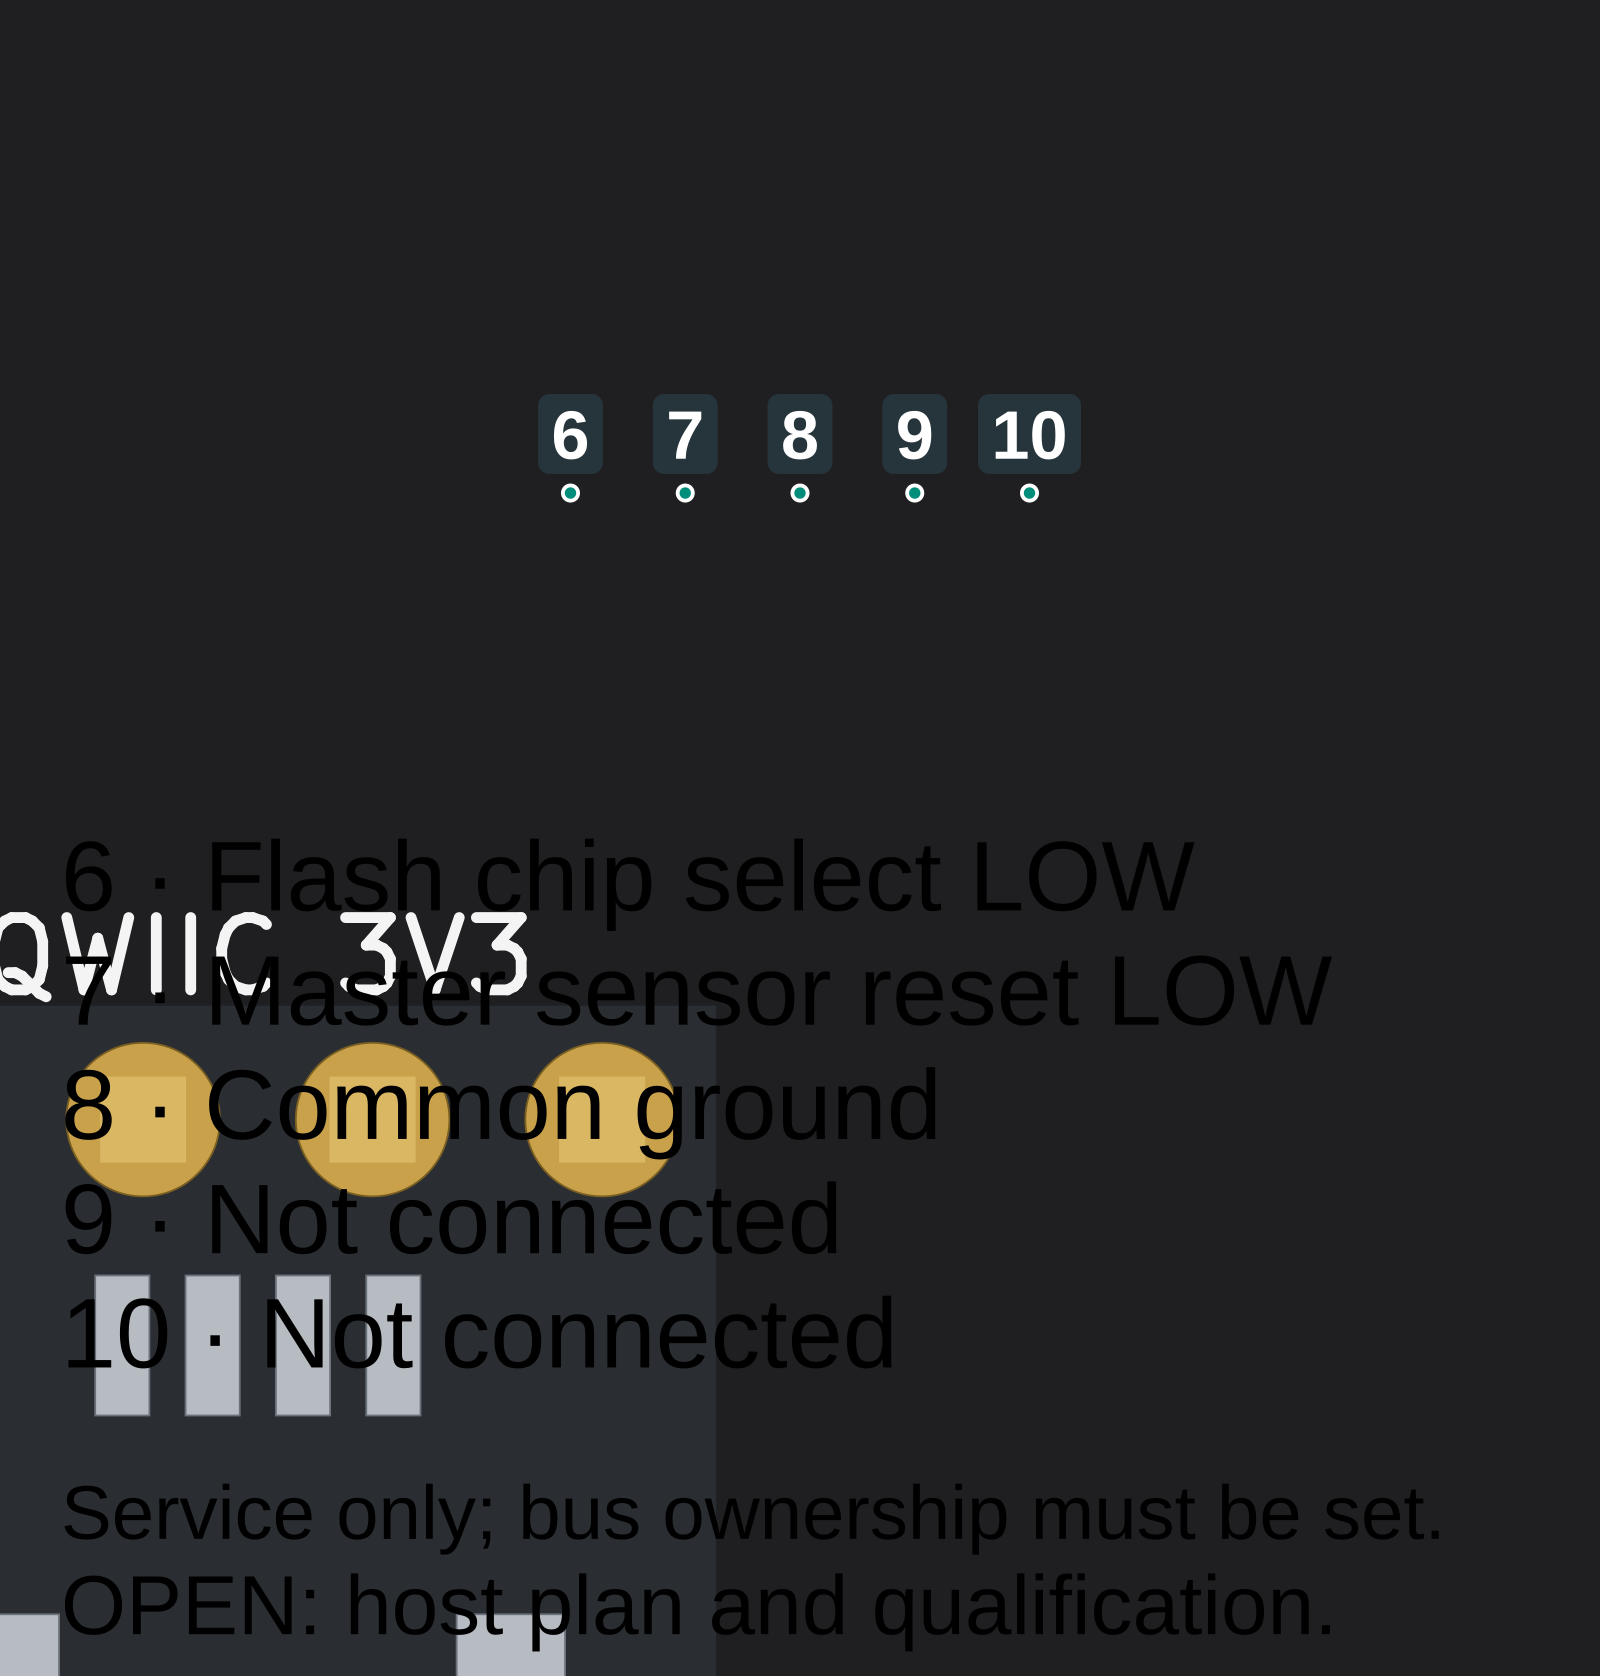 6 7 8 9 10
6 · Flash chip select LOW
QWIIC 3V3
7 · Master sensor reset LOW
8 · Common ground
9 · Not connected
10 · Not connected
Service only; bus ownership must be set.
OPEN: host plan and qualification.